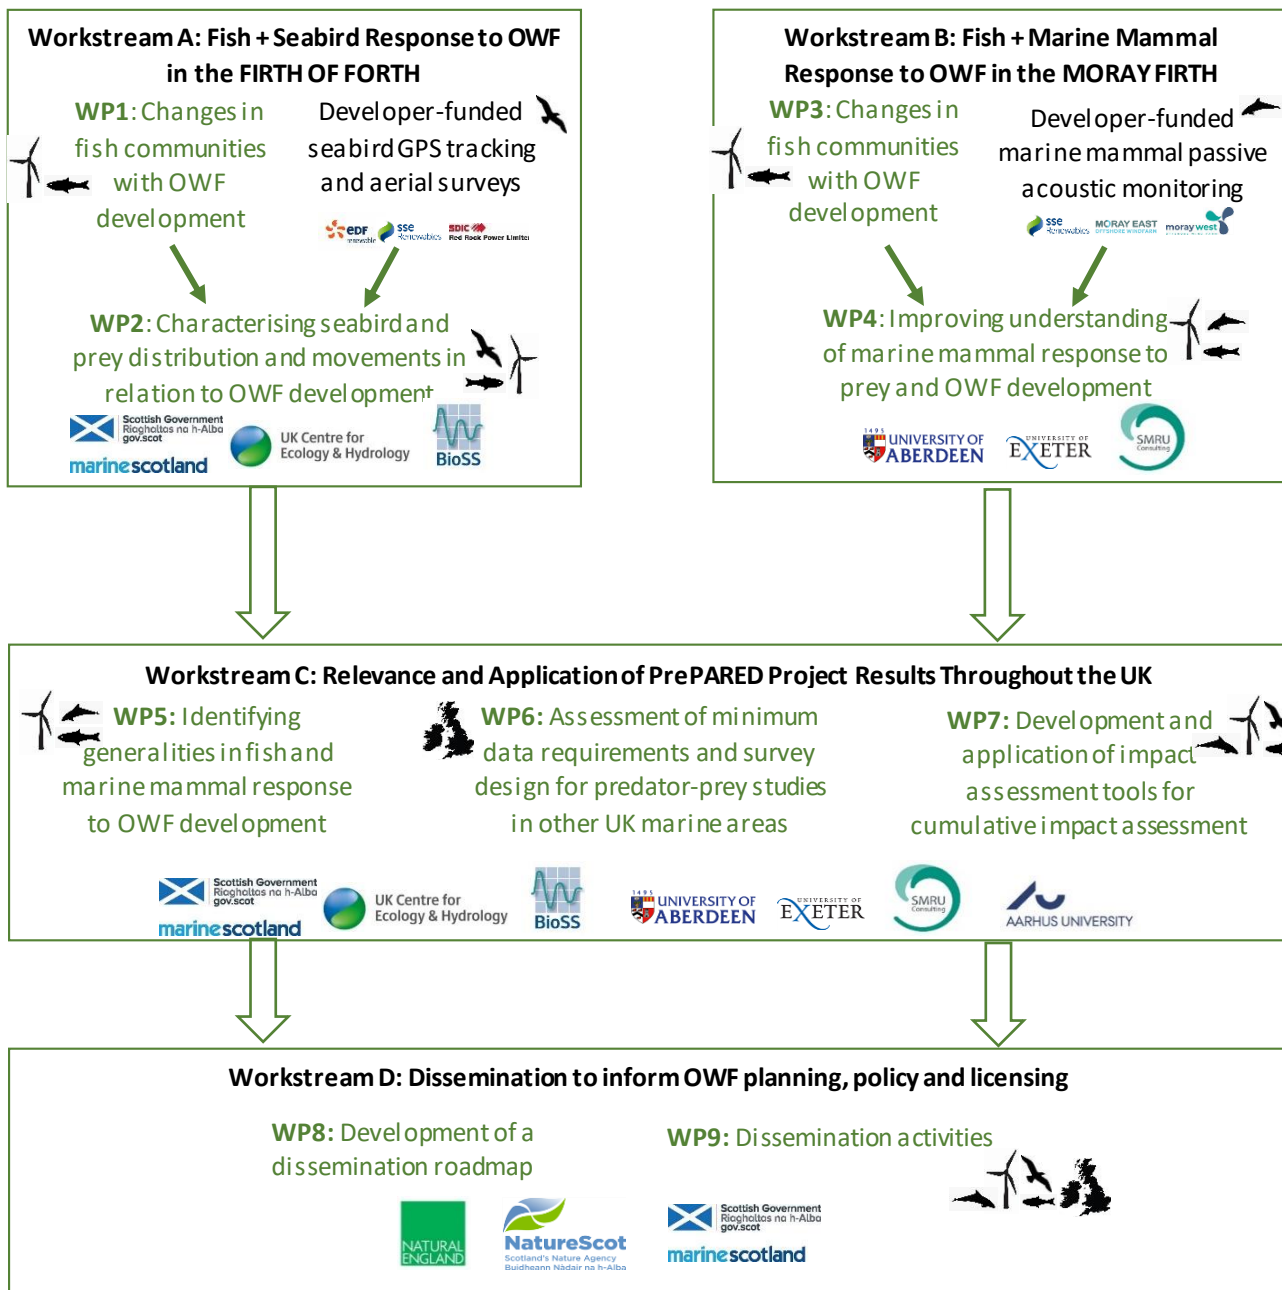 Workstream A: Fish + Seabird Response to OWF
in the FIRTH OF FORTH
WP1: Changes in
fish communities
with OWF
development
Developer-funded
seabird GPS tracking
and aerial surveys
edf
renewable
sse
Renewables
SDIC
Red Rock Power Limite
WP2: Characterising seabird and
prey distribution and movements in
relation to OWF development
Scottish Government
Riaghaltas na h-Alba
gov.scot
marinescotland
UK Centre for
Ecology & Hydrology
BioSS
Workstream B: Fish + Marine Mammal
Response to OWF in the MORAY FIRTH
WP3: Changes in
fish communities
with OWF
development
Developer-funded
marine mammal passive
acoustic monitoring
sse
Renewables
MORAY EAST
OFFSHORE WINDFARM
moray west
WP4: Improving understanding
of marine mammal response to
prey and OWF development
1495
UNIVERSITY OF
ABERDEEN
UNIVERSITY OF
EXETER
SMRU
Consulting
Workstream C: Relevance and Application of PrePARED Project Results Throughout the UK
WP5: Identifying
generalities in fish and
marine mammal response
to OWF development
WP6: Assessment of minimum
data requirements and survey
design for predator-prey studies
in other UK marine areas
WP7: Development and
application of impact
assessment tools for
cumulative impact assessment
Scottish Government
Riaghaltas na h-Alba
gov.scot
marinescotland
UK Centre for
Ecology & Hydrology
BioSS
1495
UNIVERSITY OF
ABERDEEN
UNIVERSITY OF
EXETER
SMRU
Consulting
AARHUS UNIVERSITY
Workstream D: Dissemination to inform OWF planning, policy and licensing
WP8: Development of a
dissemination roadmap
WP9: Dissemination activities
NATURAL
ENGLAND
NatureScot
Scotland's Nature Agency
Buidheann Nàdair na h-Alba
Scottish Government
Riaghaltas na h-Alba
gov.scot
marinescotland